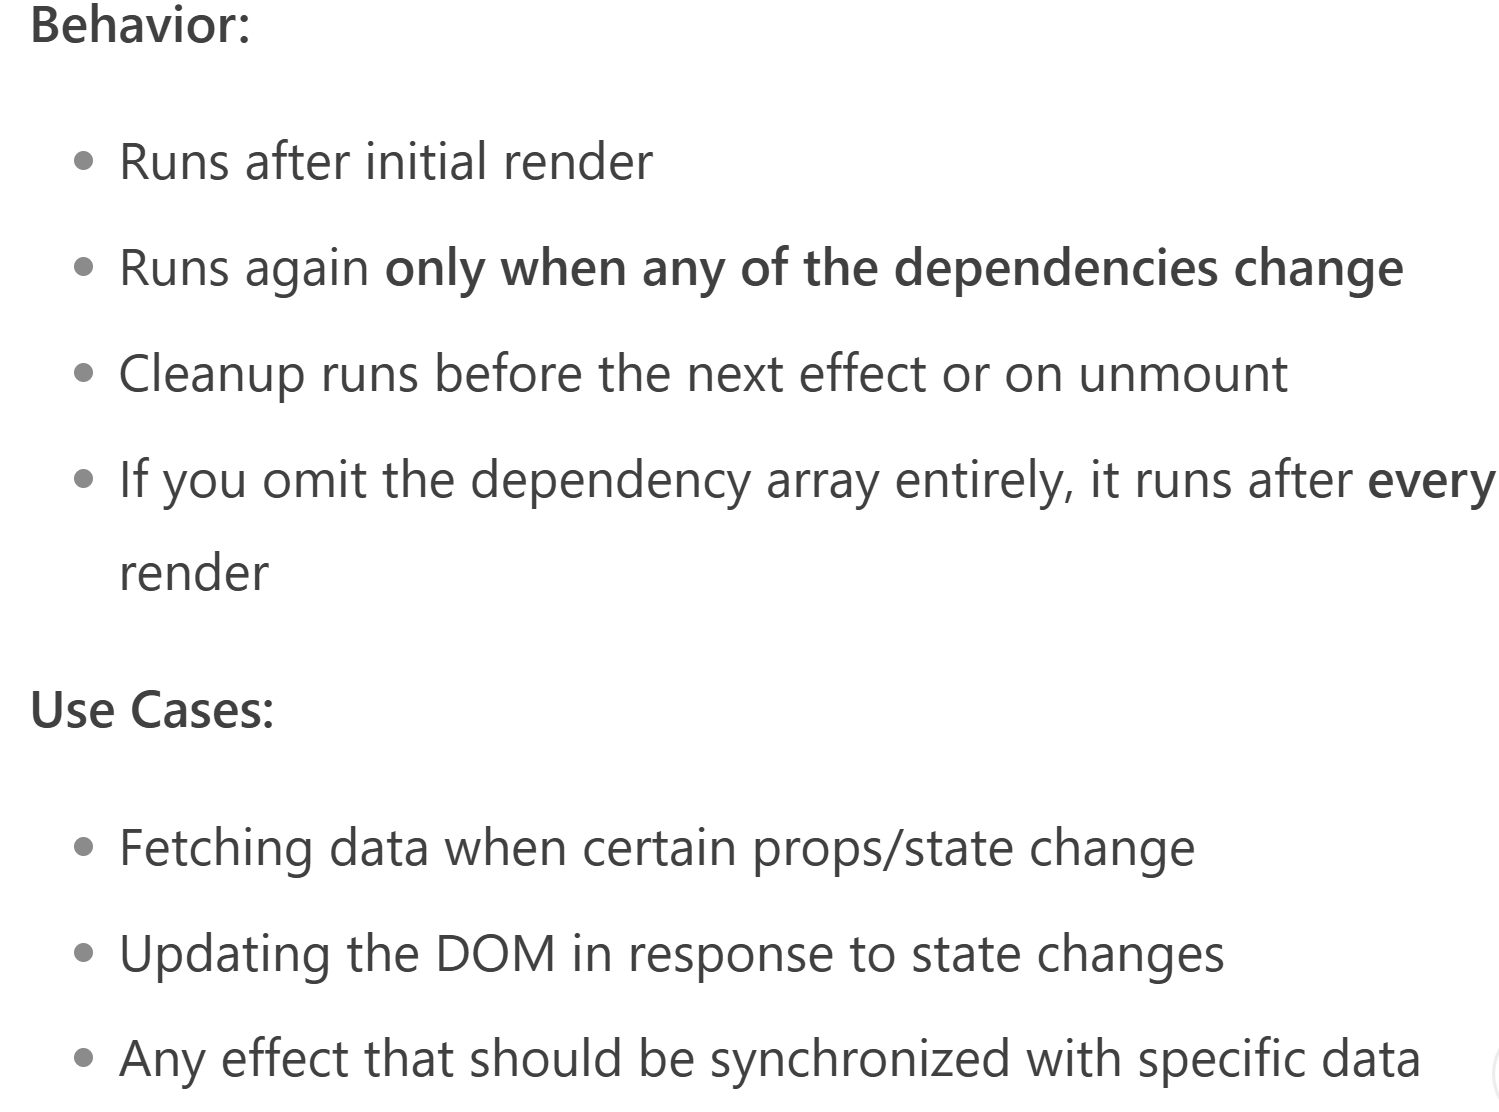 Behavior:
Runs after initial render
Runs again only when any of the dependencies change
Cleanup runs before the next effect or on unmount
If you omit the dependency array entirely, it runs after every
render
Use Cases:
Fetching data when certain props/state change
Updating the DOM in response to state changes
Any effect that should be synchronized with specific data